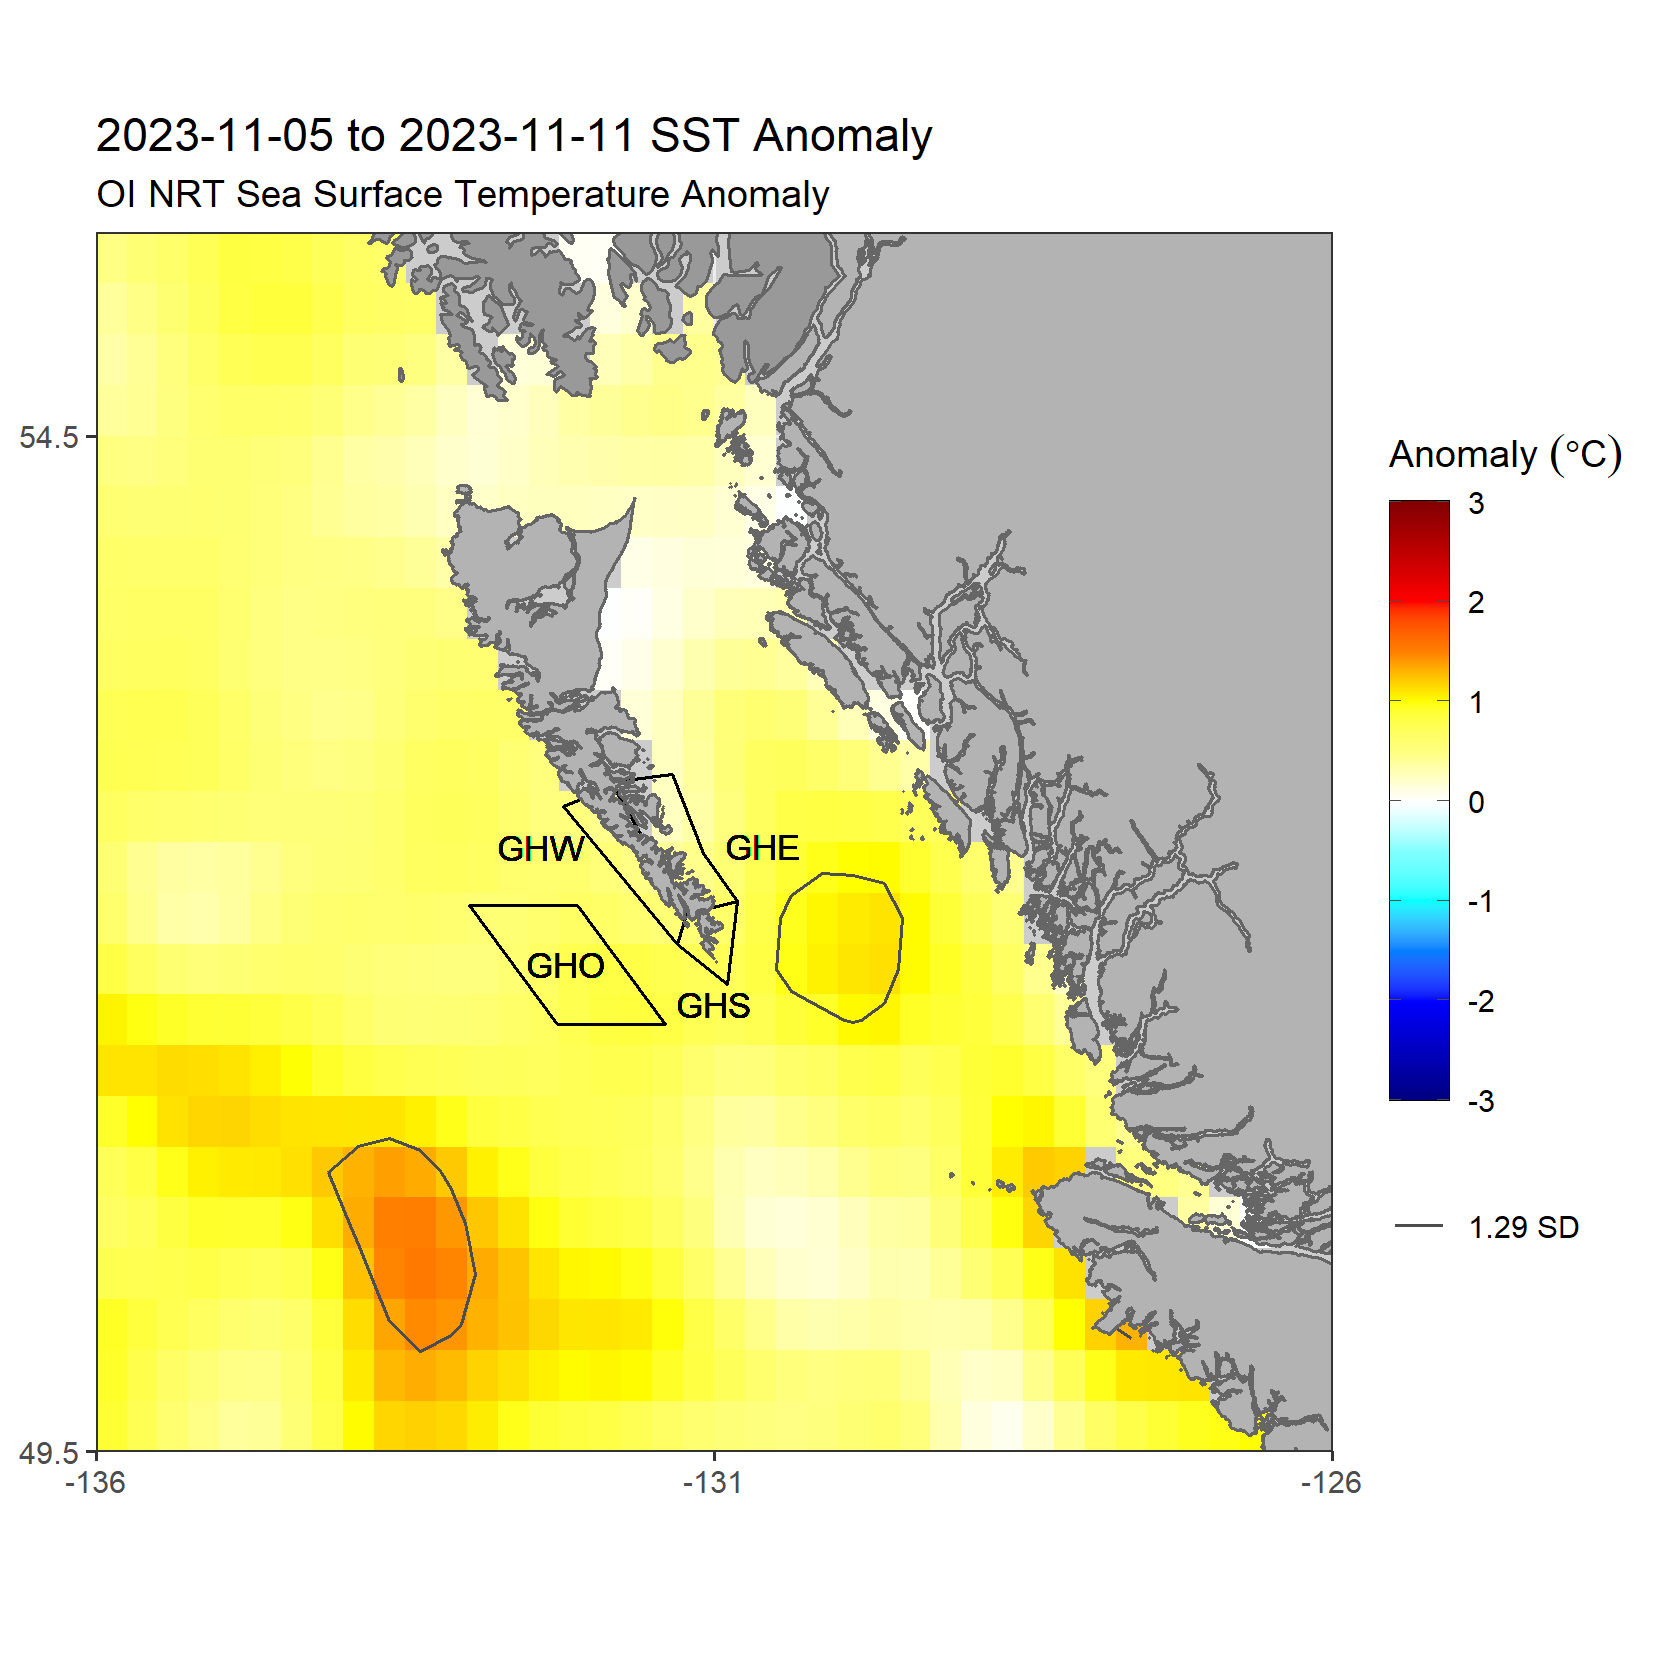 2023-11-05 to 2023-11-11 SST Anomaly
OI NRT Sea Surface Temperature Anomaly
54.5
49.5
-136
-131
-126
GHW
GHE
GHO
GHS
Anomaly (°C)
3
2
1
0
-1
-2
-3
1.29 SD